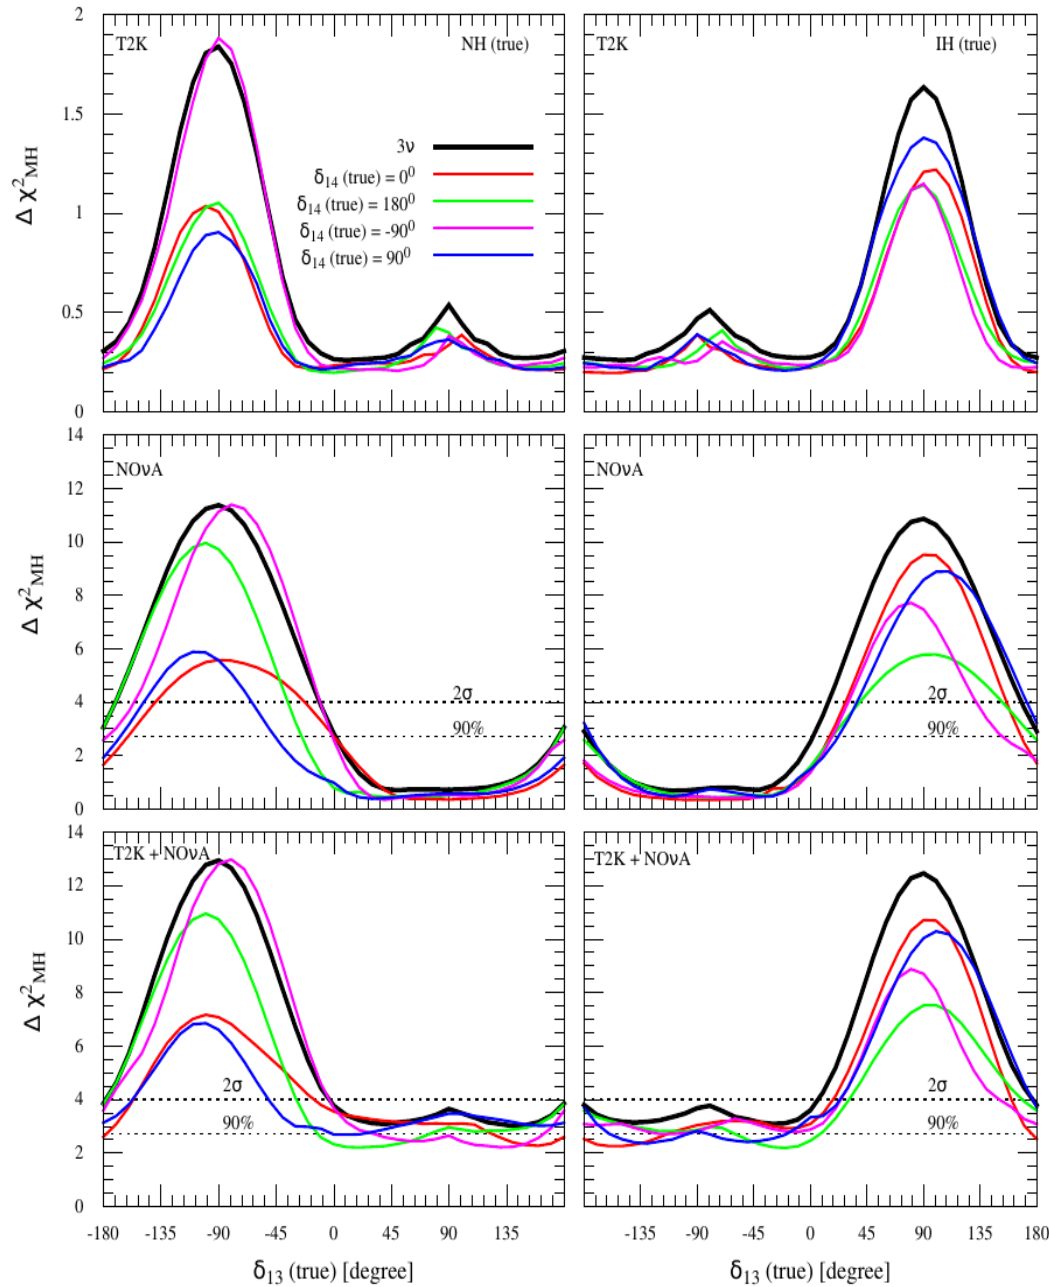 T2K NH (true)
T2K IH (true)
2
1.5
1
0.5
0
Δ χ²MH
3ν
δ14 (true) = 0⁰
δ14 (true) = 180⁰
δ14 (true) = -90⁰
δ14 (true) = 90⁰
NOνA
NOνA
14
12
10
8
6
4
2
0
Δ χ²MH
2σ
90%
2σ
90%
T2K + NOνA
T2K + NOνA
14
12
10
8
6
4
2
0
Δ χ²MH
2σ
90%
2σ
90%
-180 -135 -90 -45 0 45 90 135
-135 -90 -45 0 45 90 135 180
δ13 (true) [degree]
δ13 (true) [degree]